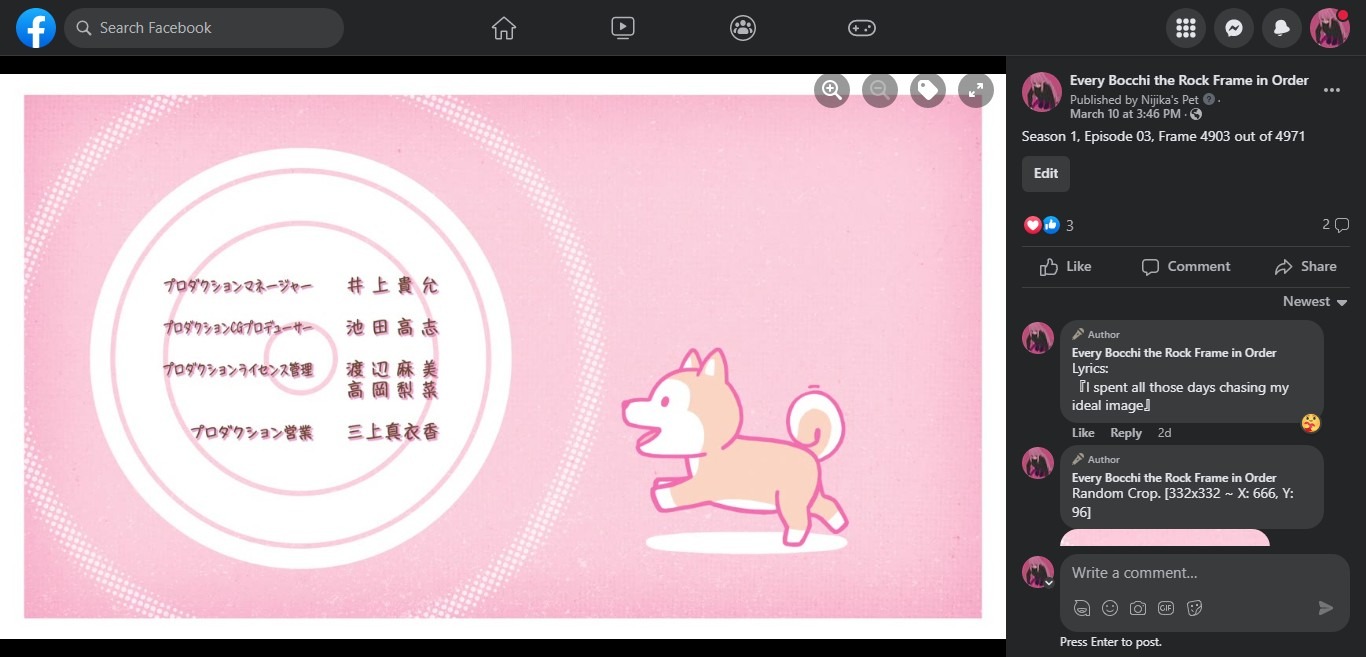 Search Facebook
プロダクションマネージャー 井上貴允
プロダクションCGプロデューサー 池田高志
プロダクションライセンス管理 渡辺麻美
高岡梨菜
プロダクション営業 三上真衣香
Every Bocchi the Rock Frame in Order
Published by Nijika's Pet ·
March 10 at 3:46 PM ·
Season 1, Episode 03, Frame 4903 out of 4971
Edit
3
2
Like Comment Share
Newest
Author
Every Bocchi the Rock Frame in Order
Lyrics:
『I spent all those days chasing my
ideal image』
Like Reply 2d
Author
Every Bocchi the Rock Frame in Order
Random Crop. [332x332 ~ X: 666, Y:
96]
Write a comment...
GIF
Press Enter to post.